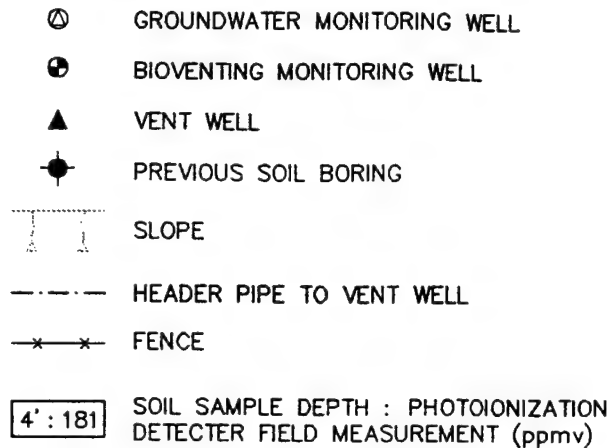 GROUNDWATER MONITORING WELL
BIOVENTING MONITORING WELL
VENT WELL
PREVIOUS SOIL BORING
SLOPE
HEADER PIPE TO VENT WELL
FENCE
4' : 181 SOIL SAMPLE DEPTH : PHOTOIONIZATION
DETECTER FIELD MEASUREMENT (ppmv)